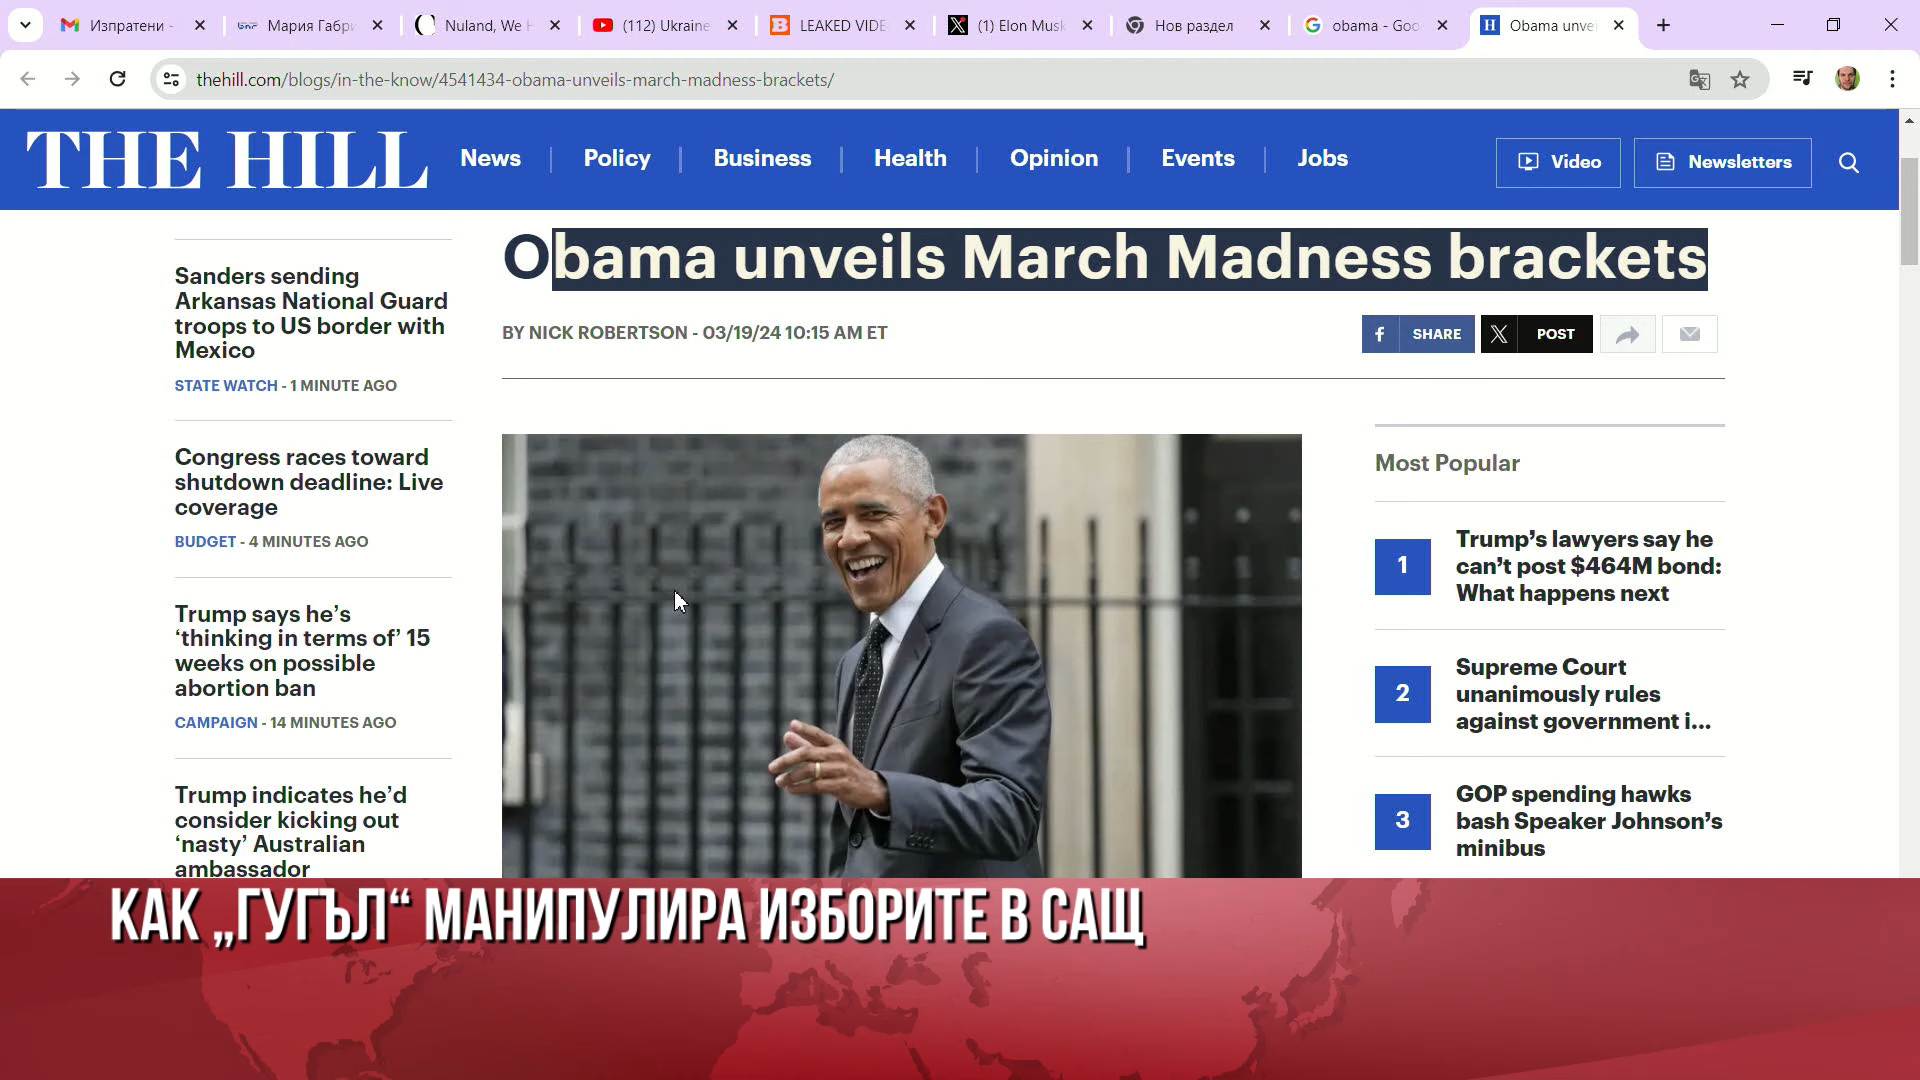 Изпратени -
БНР
Мария Габри
Nuland, We H
(112) Ukraine
LEAKED VIDE
(1) Elon Musk
Нов раздел
obama - Goo
H
Obama unve
thehill.com/blogs/in-the-know/4541434-obama-unveils-march-madness-brackets/
THE HILL
News
Policy
Business
Health
Opinion
Events
Jobs
Video
Newsletters
Sanders sending
Arkansas National Guard
troops to US border with
Mexico
STATE WATCH - 1 MINUTE AGO
Congress races toward
shutdown deadline: Live
coverage
BUDGET - 4 MINUTES AGO
Trump says he’s
‘thinking in terms of’ 15
weeks on possible
abortion ban
CAMPAIGN - 14 MINUTES AGO
Trump indicates he’d
consider kicking out
‘nasty’ Australian
ambassador
Obama unveils March Madness brackets
BY NICK ROBERTSON - 03/19/24 10:15 AM ET
SHARE
POST
Most Popular
1
Trump’s lawyers say he
can’t post $464M bond:
What happens next
2
Supreme Court
unanimously rules
against government i...
3
GOP spending hawks
bash Speaker Johnson’s
minibus
КАК „ГУГЪЛ“ МАНИПУЛИРА ИЗБОРИТЕ В САЩ